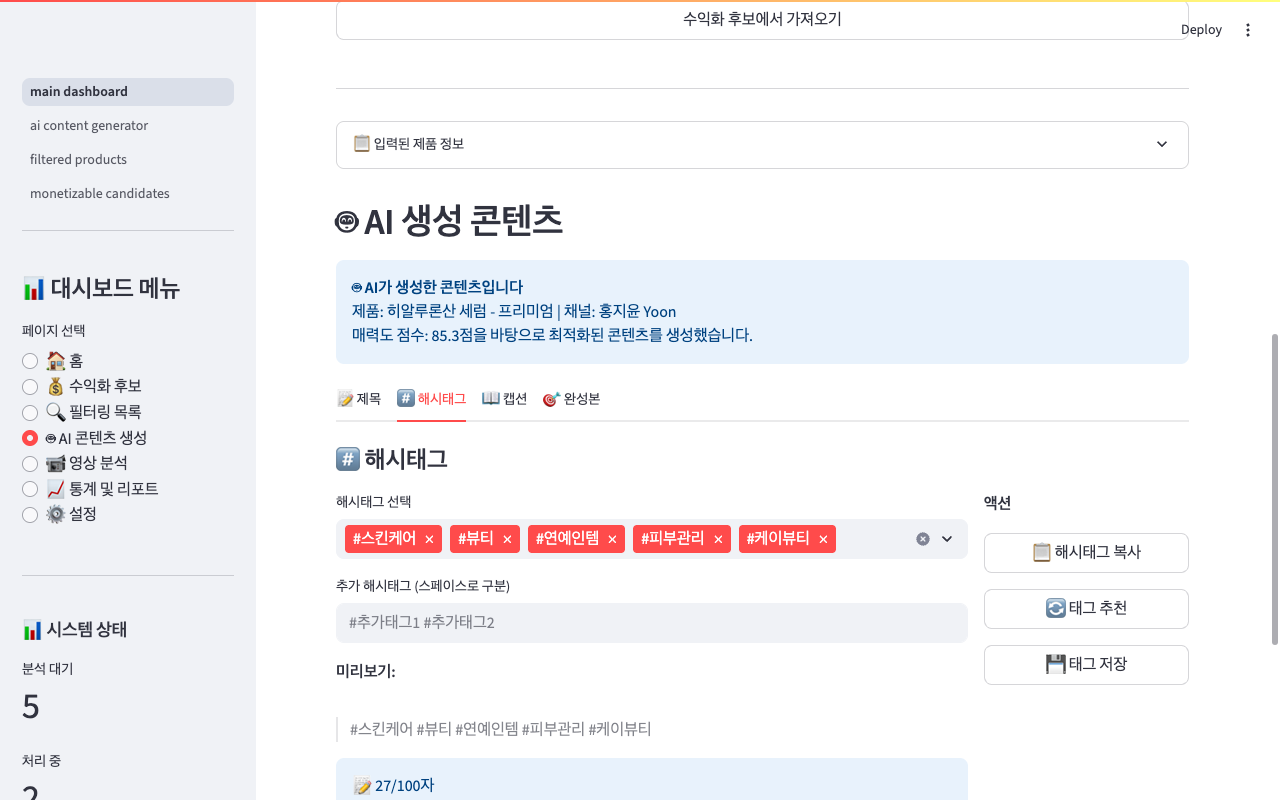 main dashboard
ai content generator
filtered products
monetizable candidates
📊 대시보드 메뉴
페이지 선택
🏠 홈
💰 수익화 후보
🔍 필터링 목록
AI 콘텐츠 생성
📹 영상 분석
📈 통계 및 리포트
⚙️ 설정
📊 시스템 상태
분석 대기
5
처리 중
2
Deploy
수익화 후보에서 가져오기
📋 입력된 제품 정보
AI 생성 콘텐츠
AI가 생성한 콘텐츠입니다
제품: 히알루론산 세럼 - 프리미엄 | 채널: 홍지윤 Yoon
매력도 점수: 85.3점을 바탕으로 최적화된 콘텐츠를 생성했습니다.
📝 제목 #️⃣ 해시태그 📖 캡션 🎯 완성본
#️⃣ 해시태그
해시태그 선택
#스킨케어 × #뷰티 × #연예인템 × #피부관리 × #케이뷰티 ×
추가 해시태그 (스페이스로 구분)
#추가태그1 #추가태그2
미리보기:
#스킨케어 #뷰티 #연예인템 #피부관리 #케이뷰티
📝 27/100자
액션
📋 해시태그 복사
🔄 태그 추천
💾 태그 저장